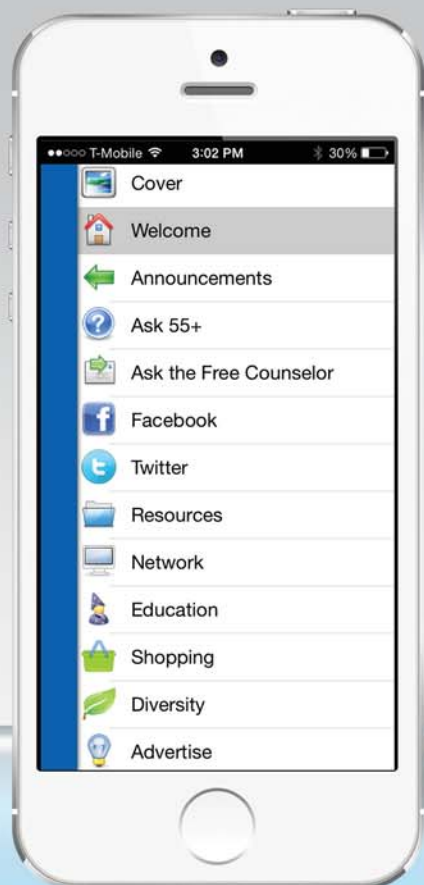 T-Mobile 3:02 PM 30%
Cover
Welcome
Announcements
? Ask 55+
Ask the Free Counselor
f Facebook
t Twitter
Resources
Network
Education
Shopping
Diversity
Advertise